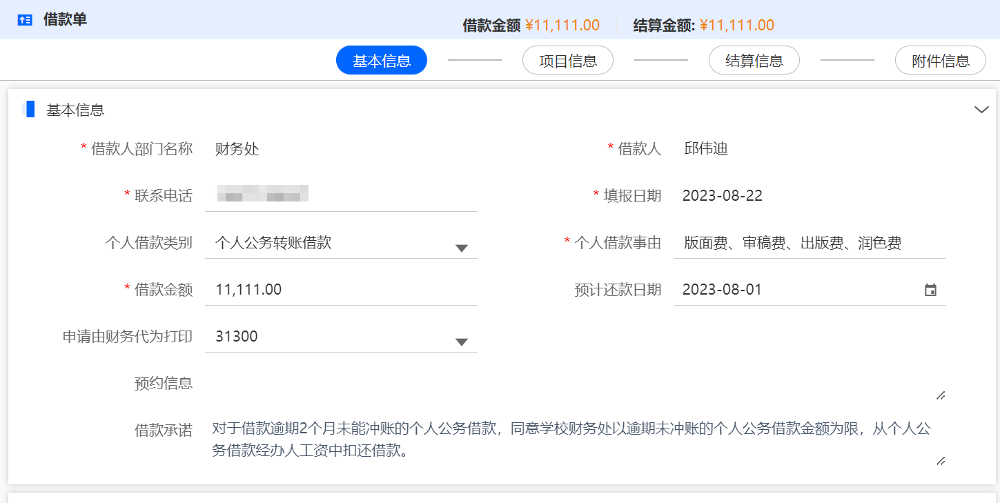 借款单
借款金额 ¥11,111.00 结算金额: ¥11,111.00
基本信息 项目信息 结算信息 附件信息
基本信息
* 借款人部门名称 财务处 * 借款人 邱伟迪
* 联系电话 * 填报日期 2023-08-22
个人借款类别 个人公务转账借款 * 个人借款事由 版面费、审稿费、出版费、润色费
* 借款金额 11,111.00 预计还款日期 2023-08-01
申请由财务代为打印 31300
预约信息
借款承诺 对于借款逾期2个月未能冲账的个人公务借款，同意学校财务处以逾期未冲账的个人公务借款金额为限，从个人公
务借款经办人工资中扣还借款。